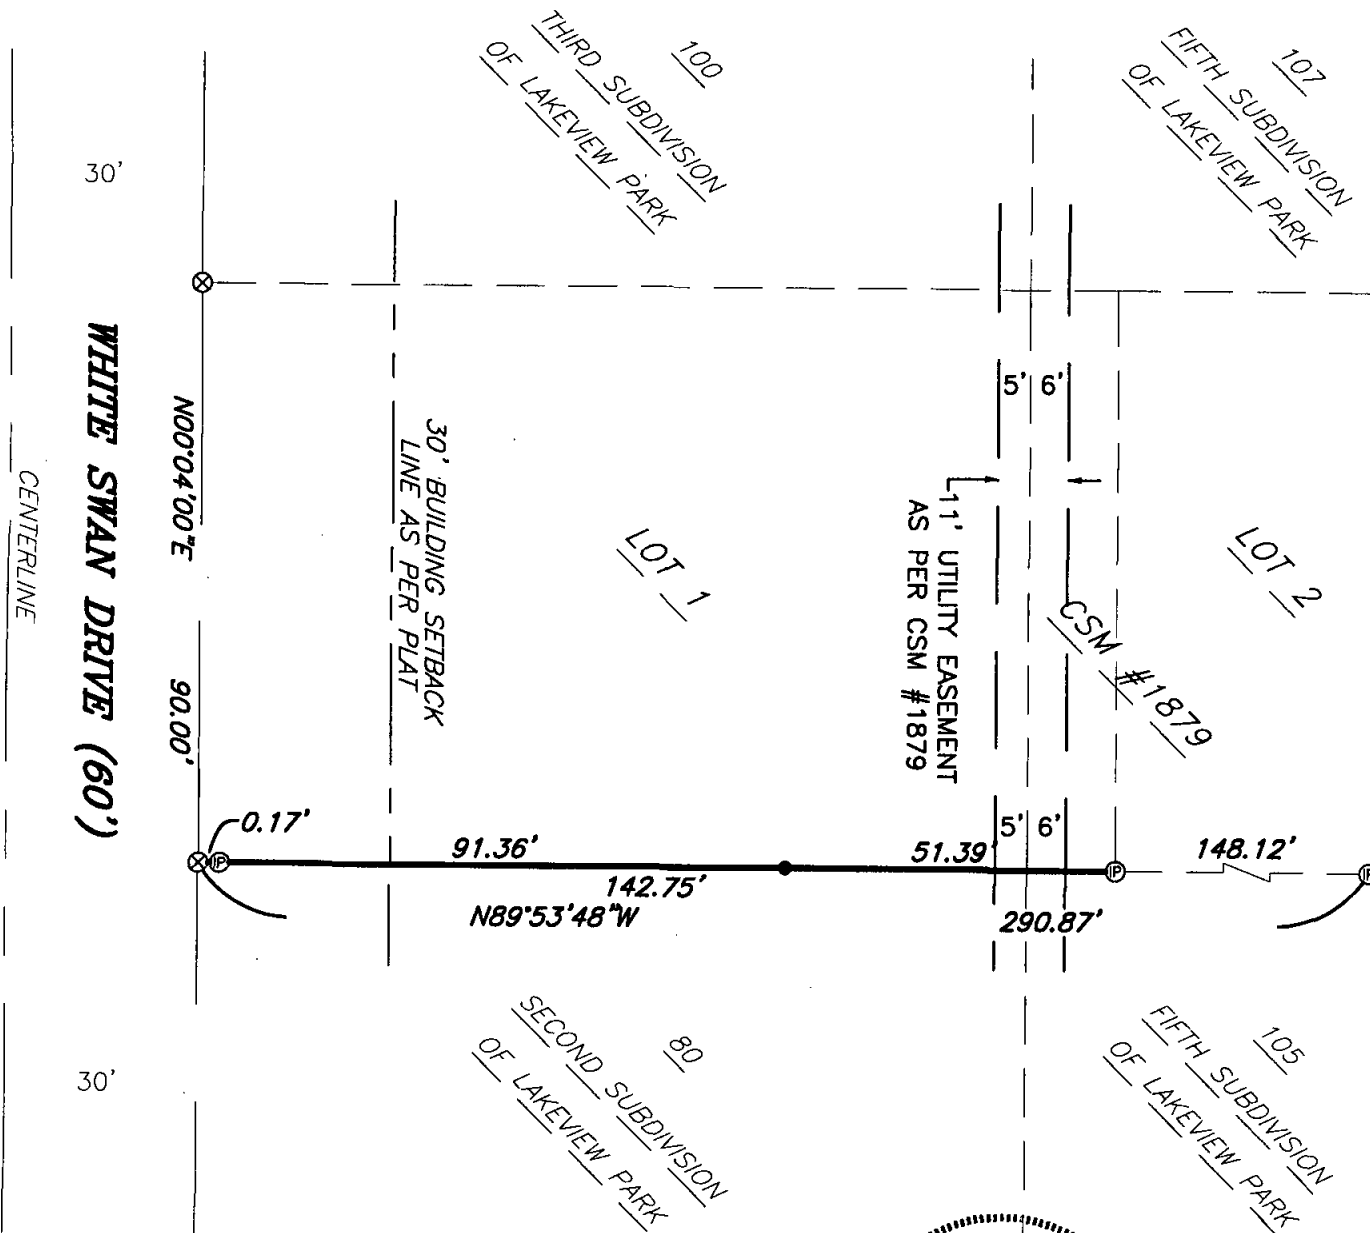 100
THIRD SUBDIVISION
OF LAKEVIEW PARK
107
FIFTH SUBDIVISION
OF LAKEVIEW PARK
30'
WHITE SWAN DRIVE (60')
CENTERLINE
N00°04'00"E
90.00'
30' BUILDING SETBACK
LINE AS PER PLAT
LOT 1
5' 6'
11' UTILITY EASEMENT
AS PER CSM #1879
LOT 2
CSM #1879
5' 6'
0.17'
IP
91.36'
51.39'
IP
148.12'
142.75'
N89°53'48"W
290.87'
30'
80
SECOND SUBDIVISION
OF LAKEVIEW PARK
105
FIFTH SUBDIVISION
OF LAKEVIEW PARK